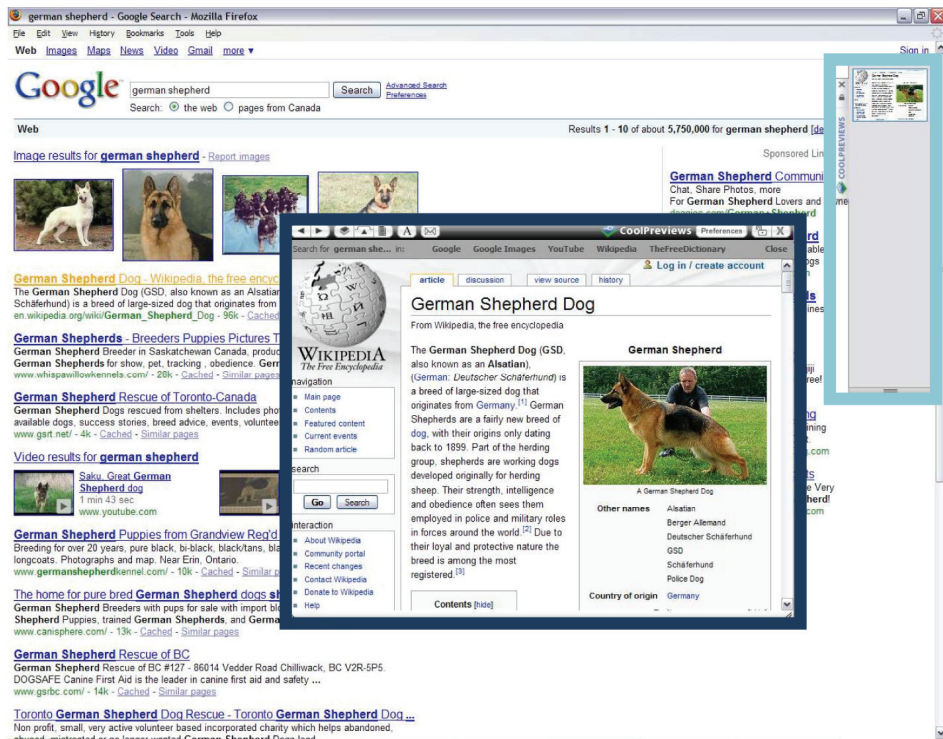 german shepherd - Google Search - Mozilla Firefox
File Edit View History Bookmarks Tools Help
Web Images Maps News Video Gmail more ▼
Sign in
Google
german shepherd
Search
Advanced Search
Preferences
Search: the web pages from Canada
Web
Results 1 - 10 of about 5,750,000 for german shepherd [de
Image results for german shepherd - Report images
German Shepherd Dog - Wikipedia, the free encyc
The German Shepherd Dog (GSD, also known as an Alsatian
Schäferhund) is a breed of large-sized dog that originates from
en.wikipedia.org/wiki/German_Shepherd_Dog - 96k - Cached
German Shepherds - Breeders Puppies Pictures T
German Shepherd Breeder in Saskatchewan Canada, produc
German Shepherds for show, pet, tracking , obedience. Germ
www.whispawillowkennels.com/ - 20k - Cached - Similar pages
German Shepherd Rescue of Toronto-Canada
German Shepherd Dogs rescued from shelters. Includes pho
available dogs, success stories, breed advice, events, voluntee
www.gsrt.net/ - 4k - Cached - Similar pages
Video results for german shepherd
Saku, Great German
Shepherd dog
1 min 43 sec
www.youtube.com
German Shepherd Puppies from Grandview Reg'd
Breeding for over 20 years, pure black, bi-black, black/tans, bla
longcoats. Photographs and map. Near Erin, Ontario.
www.germanshepherdkennel.com/ - 10k - Cached - Similar p
The home for pure bred German Shepherd dogs sh
German Shepherd Breeders with pups for sale with import blo
Shepherd Puppies, trained German Shepherds, and Germa
www.canisphere.com/ - 13k - Cached - Similar pages
German Shepherd Rescue of BC
German Shepherd Rescue of BC #127 - 86014 Vedder Road Chilliwack, BC V2R-5P5.
DOGSAFE Canine First Aid is the leader in canine first aid and safety ...
www.gsrbc.com/ - 14k - Cached - Similar pages
Toronto German Shepherd Dog Rescue - Toronto German Shepherd Dog ...
Non profit, small, very active volunteer based incorporated charity which helps abandoned,
abused, mistreated or no longer wanted German Shepherd Dogs lead
Sponsored Lin
German Shepherd Communi
Chat, Share Photos, more
For German Shepherd Lovers and
COOLPREVIEWS
CoolPreviews Preferences
Search for german she... in: Google Google Images YouTube Wikipedia TheFreeDictionary Close
Log in / create account
article discussion view source history
WIKIPEDIA
The Free Encyclopedia
navigation
Main page
Contents
Featured content
Current events
Random article
search
Go Search
interaction
About Wikipedia
Community portal
Recent changes
Contact Wikipedia
Donate to Wikipedia
Help
German Shepherd Dog
From Wikipedia, the free encyclopedia
The German Shepherd Dog (GSD,
also known as an Alsatian),
(German: Deutscher Schäferhund) is
a breed of large-sized dog that
originates from Germany.[1] German
Shepherds are a fairly new breed of
dog, with their origins only dating
back to 1899. Part of the herding
group, shepherds are working dogs
developed originally for herding
sheep. Their strength, intelligence
and obedience often sees them
employed in police and military roles
in forces around the world.[2] Due to
their loyal and protective nature the
breed is among the most
registered.[3]
Contents [hide]
German Shepherd
A German Shepherd Dog
Other names Alsatian
Berger Allemand
Deutscher Schäferhund
GSD
Schäferhund
Police Dog
Country of origin Germany